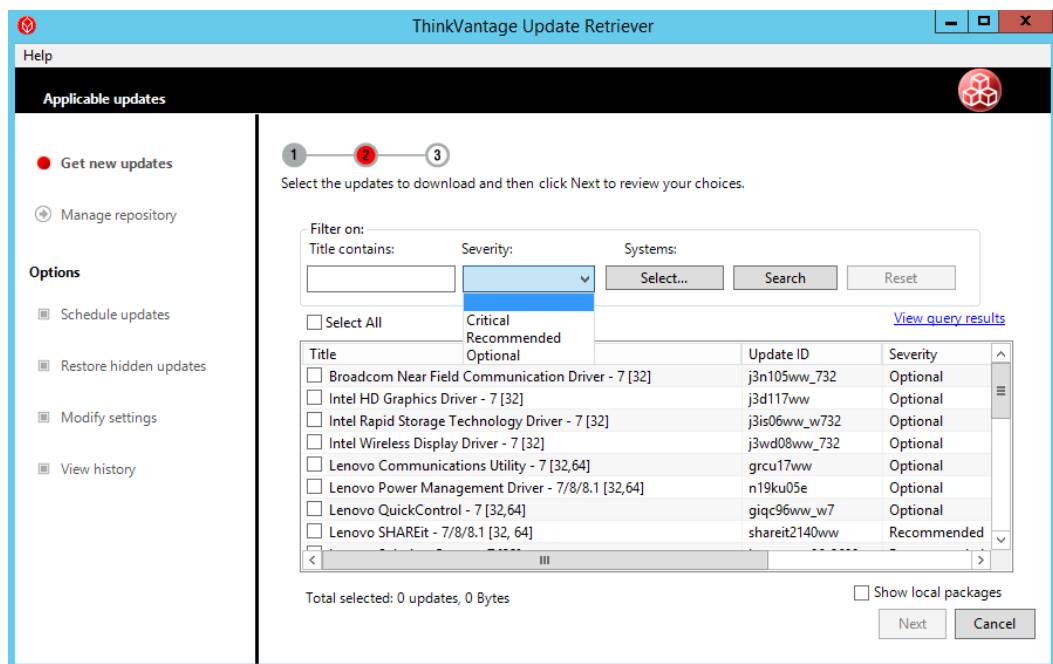 ThinkVantage Update Retriever
Help
Applicable updates
Get new updates
Manage repository
Options
Schedule updates
Restore hidden updates
Modify settings
View history
1 2 3
Select the updates to download and then click Next to review your choices.
Filter on:
Title contains: Severity: Systems:
Select... Search Reset
Critical
Recommended
Optional
Select All
View query results
Title Update ID Severity
Broadcom Near Field Communication Driver - 7 [32] j3n105ww_732 Optional
Intel HD Graphics Driver - 7 [32] j3d117ww Optional
Intel Rapid Storage Technology Driver - 7 [32] j3is06ww_w732 Optional
Intel Wireless Display Driver - 7 [32] j3wd08ww_732 Optional
Lenovo Communications Utility - 7 [32,64] grcu17ww Optional
Lenovo Power Management Driver - 7/8/8.1 [32,64] n19ku05e Optional
Lenovo QuickControl - 7 [32,64] giqc96ww_w7 Optional
Lenovo SHAREit - 7/8/8.1 [32, 64] shareit2140ww Recommended
Total selected: 0 updates, 0 Bytes
Show local packages
Next Cancel